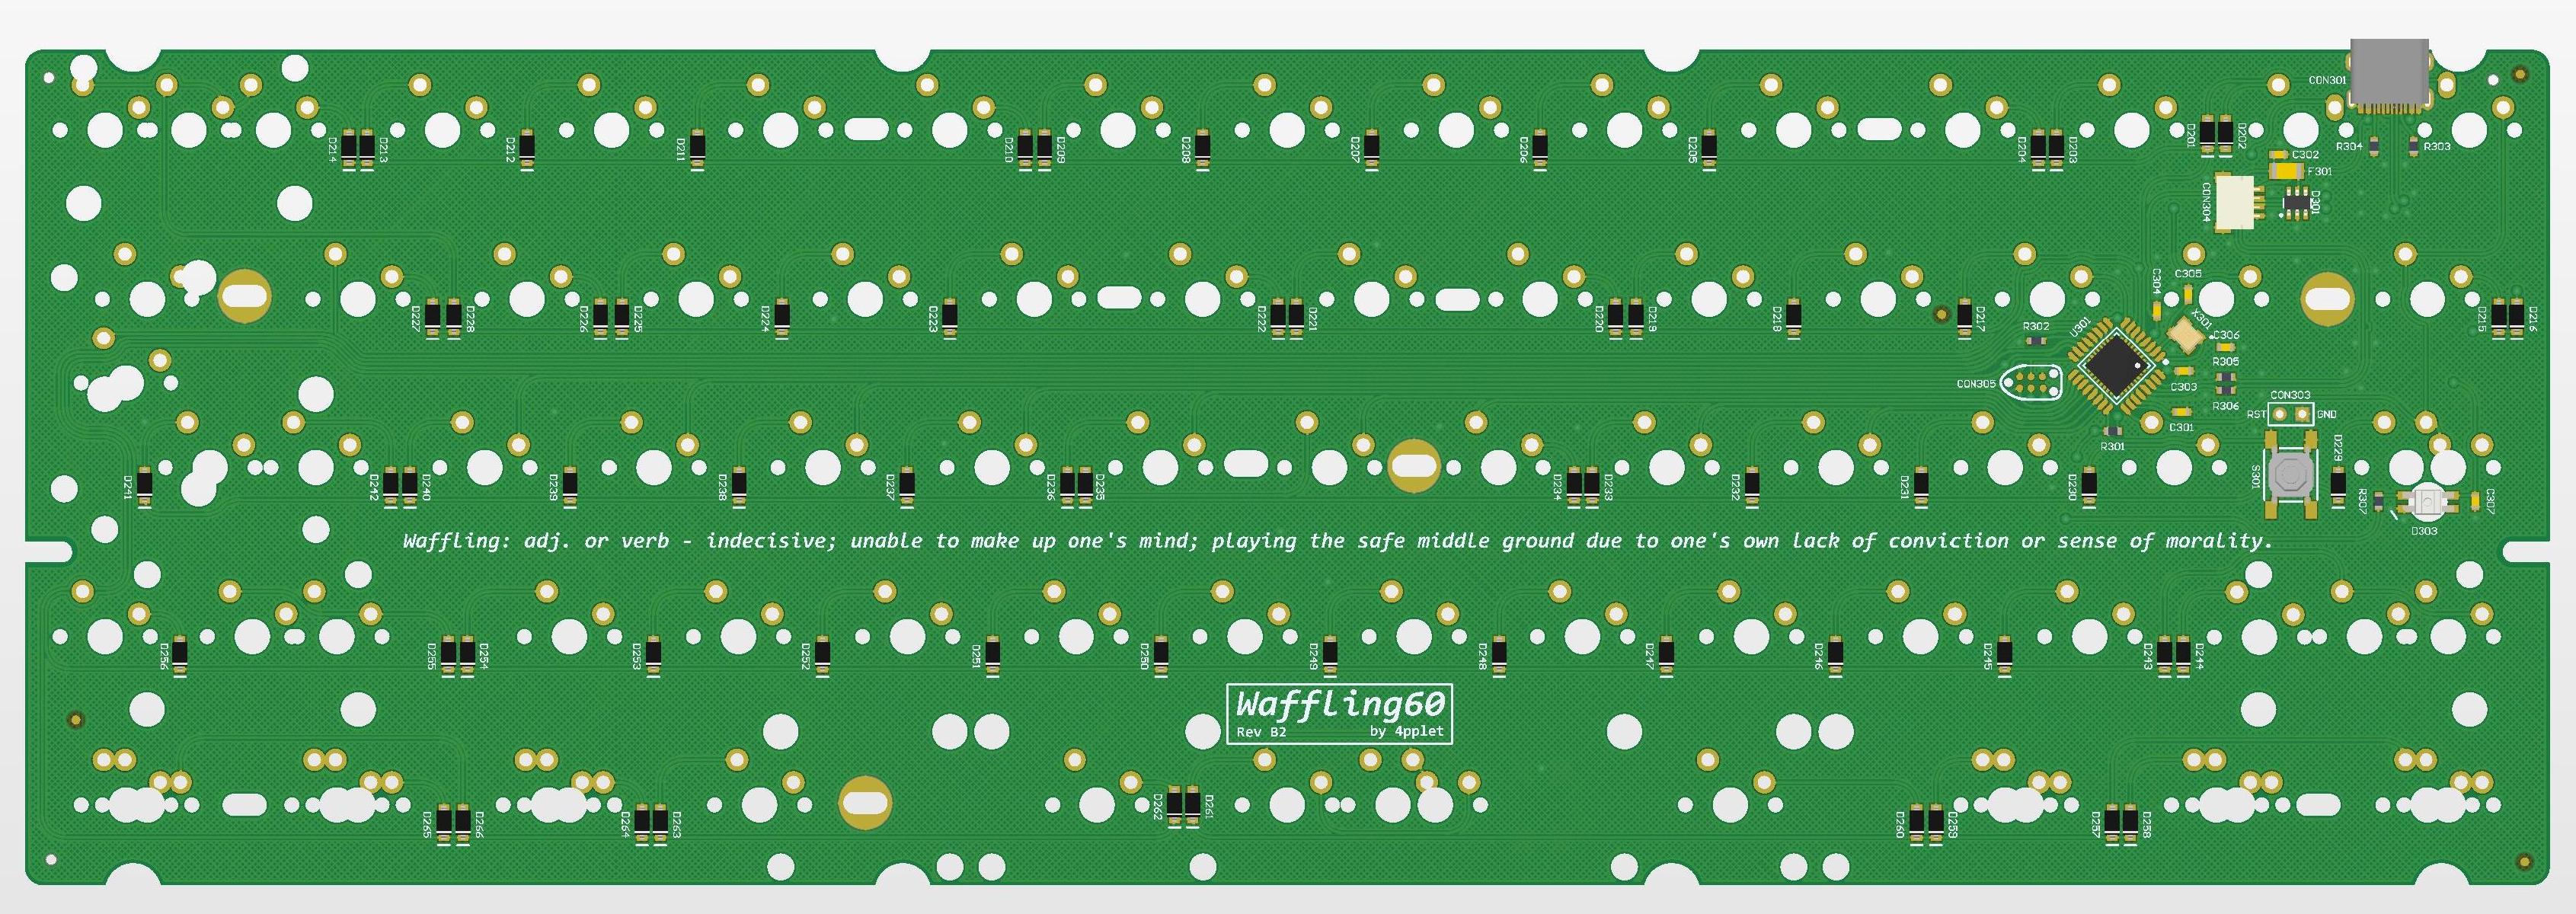 CON301
D214 D213 D212 D211 D210 D209 D208 D207 D206 D205 D204 D203 D201 D202 R304 R303
C302
F301
CON304 D301
C304 C305
D227 D228 D226 D225 D224 D223 D222 D221 D220 D219 D218 D217 R302 U301 X301 C306 D215 D216
R305
CON305 C303
R306
CON303
RST GND
C301
R301
D241 D242 D240 D239 D238 D237 D236 D235 D234 D233 D232 D231 D230 S301 D229 R307 C307
D303
Waffling: adj. or verb - indecisive; unable to make up one's mind; playing the safe middle ground due to one's own lack of conviction or sense of morality.
D256 D255 D254 D253 D252 D251 D250 D249 D248 D247 D246 D245 D243 D244
Waffling60
Rev B2 by 4pplet
D265 D266 D264 D263 D262 D261 D260 D259 D257 D258